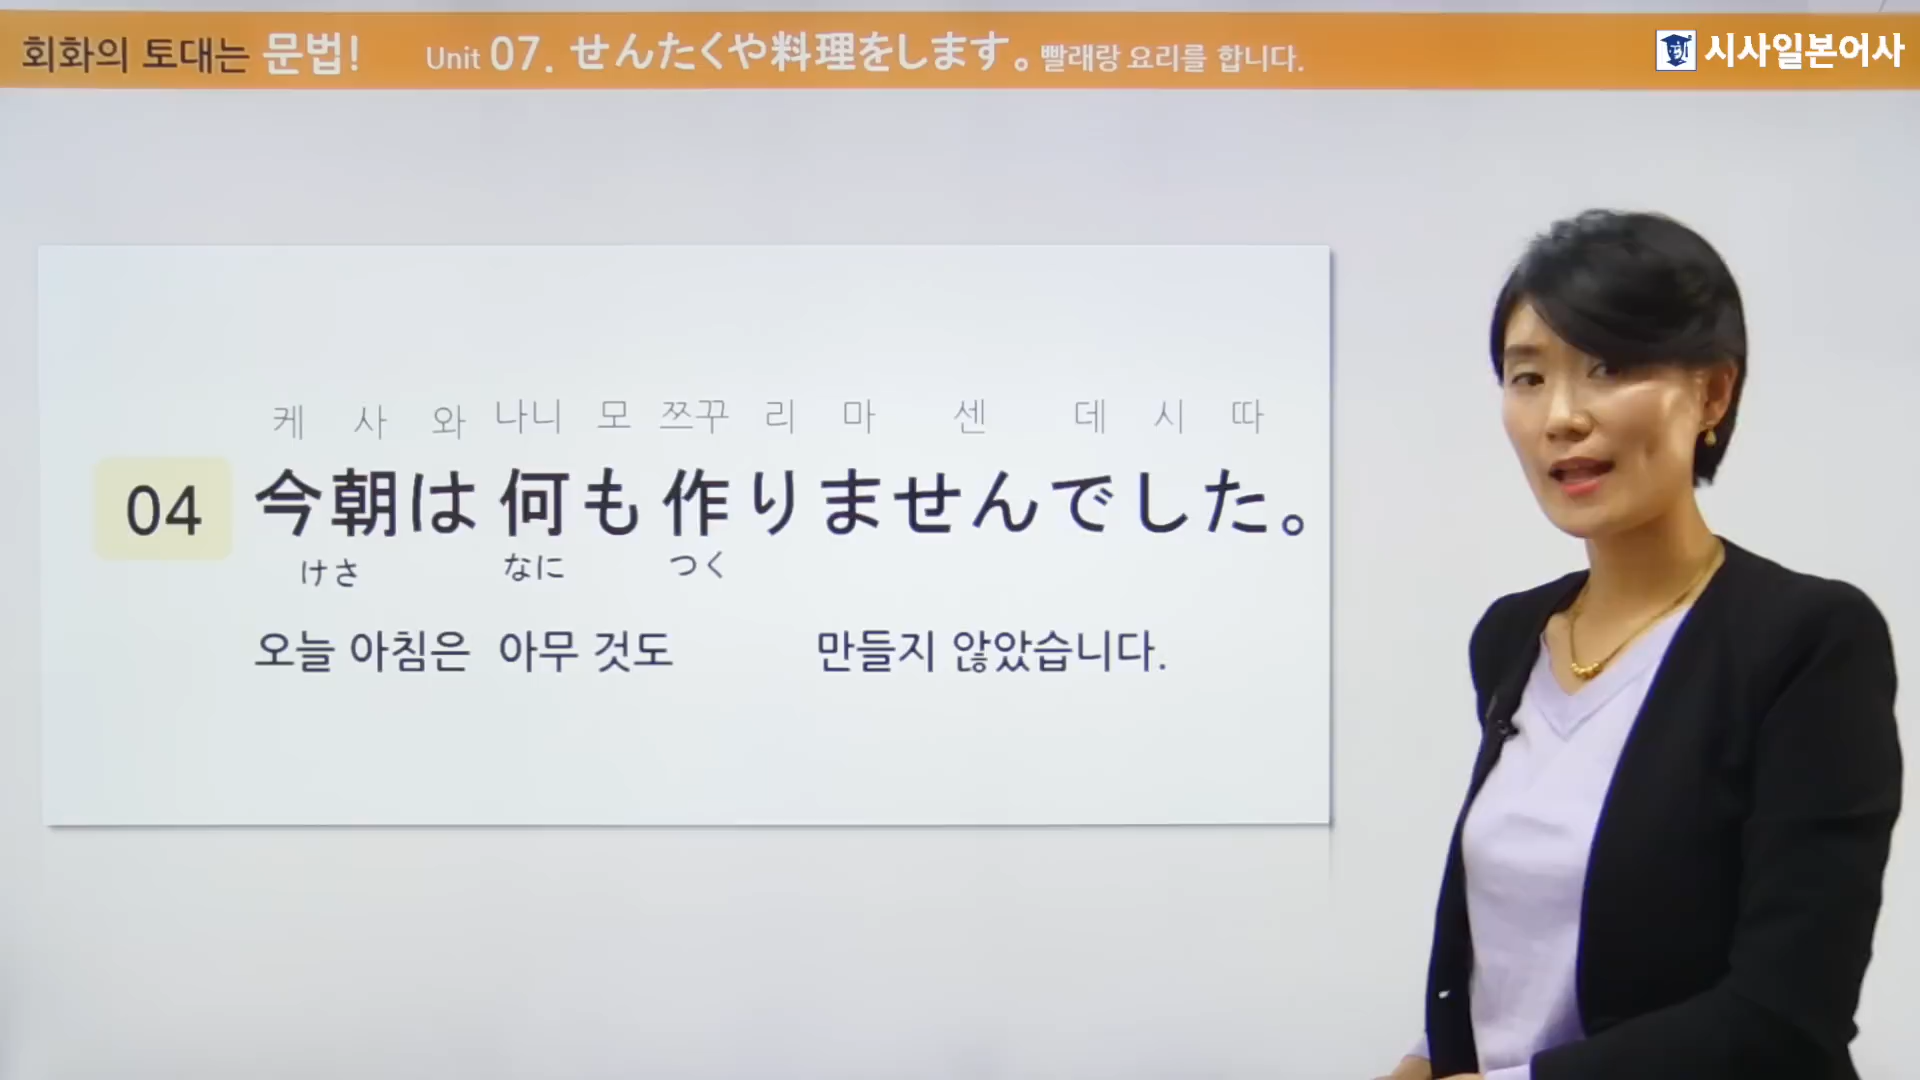 회화의 토대는 문법! Unit 07. せんたくや料理をします。빨래랑 요리를 합니다. 시사일본어사
케 사 와 나니 모 쯔꾸 리 마 센 데 시 따
04 今朝は 何も 作りませんでした。
けさ なに つく
오늘 아침은 아무 것도 만들지 않았습니다.